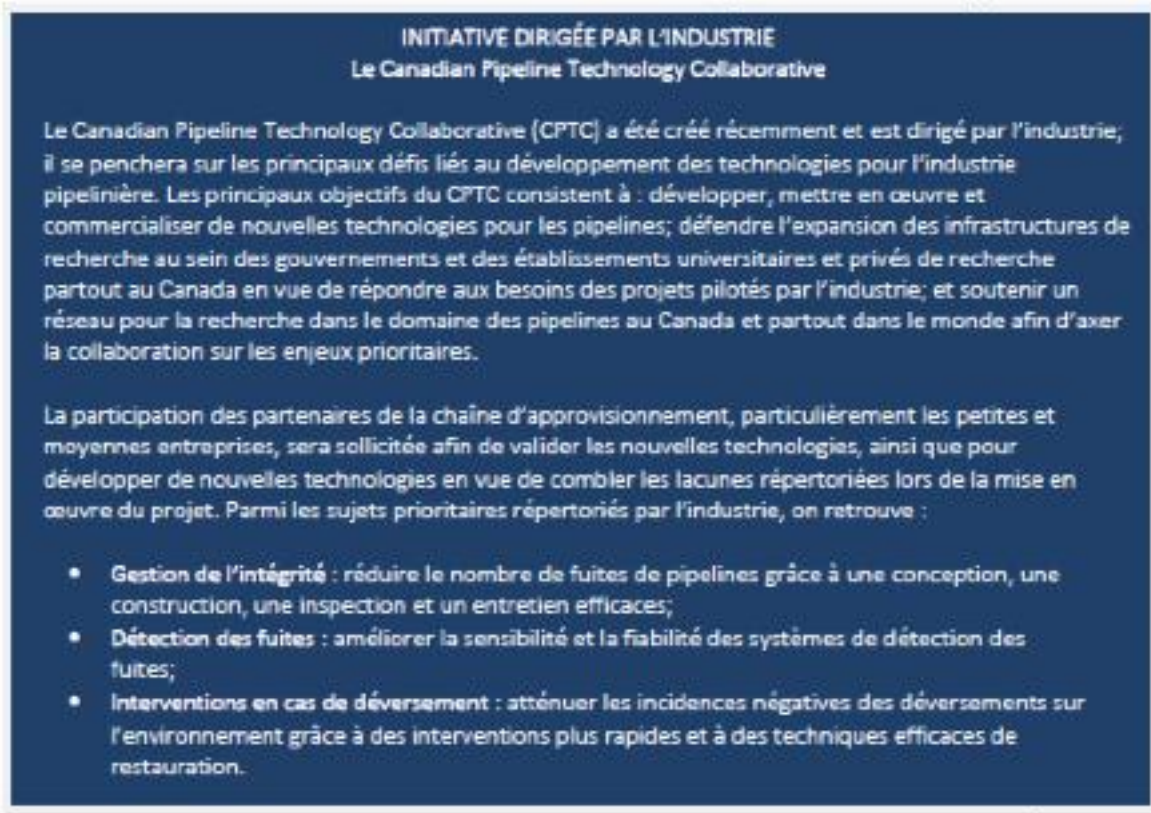 INITIATIVE DIRIGÉE PAR L'INDUSTRIE
Le Canadian Pipeline Technology Collaborative
Le Canadian Pipeline Technology Collaborative (CPTC) a été créé récemment et est dirigé par l'industrie;
il se penchera sur les principaux défis liés au développement des technologies pour l'industrie
pipelinière. Les principaux objectifs du CPTC consistent à : développer, mettre en œuvre et
commercialiser de nouvelles technologies pour les pipelines; défendre l'expansion des infrastructures de
recherche au sein des gouvernements et des établissements universitaires et privés de recherche
partout au Canada en vue de répondre aux besoins des projets pilotés par l'industrie; et soutenir un
réseau pour la recherche dans le domaine des pipelines au Canada et partout dans le monde afin d'axer
la collaboration sur les enjeux prioritaires.
La participation des partenaires de la chaîne d'approvisionnement, particulièrement les petites et
moyennes entreprises, sera sollicitée afin de valider les nouvelles technologies, ainsi que pour
développer de nouvelles technologies en vue de combler les lacunes répertoriées lors de la mise en
œuvre du projet. Parmi les sujets prioritaires répertoriés par l'industrie, on retrouve :
• Gestion de l'intégrité : réduire le nombre de fuites de pipelines grâce à une conception, une
construction, une inspection et un entretien efficaces;
• Détection des fuites : améliorer la sensibilité et la fiabilité des systèmes de détection des
fuites;
• Interventions en cas de déversement : atténuer les incidences négatives des déversements sur
l'environnement grâce à des interventions plus rapides et à des techniques efficaces de
restauration.